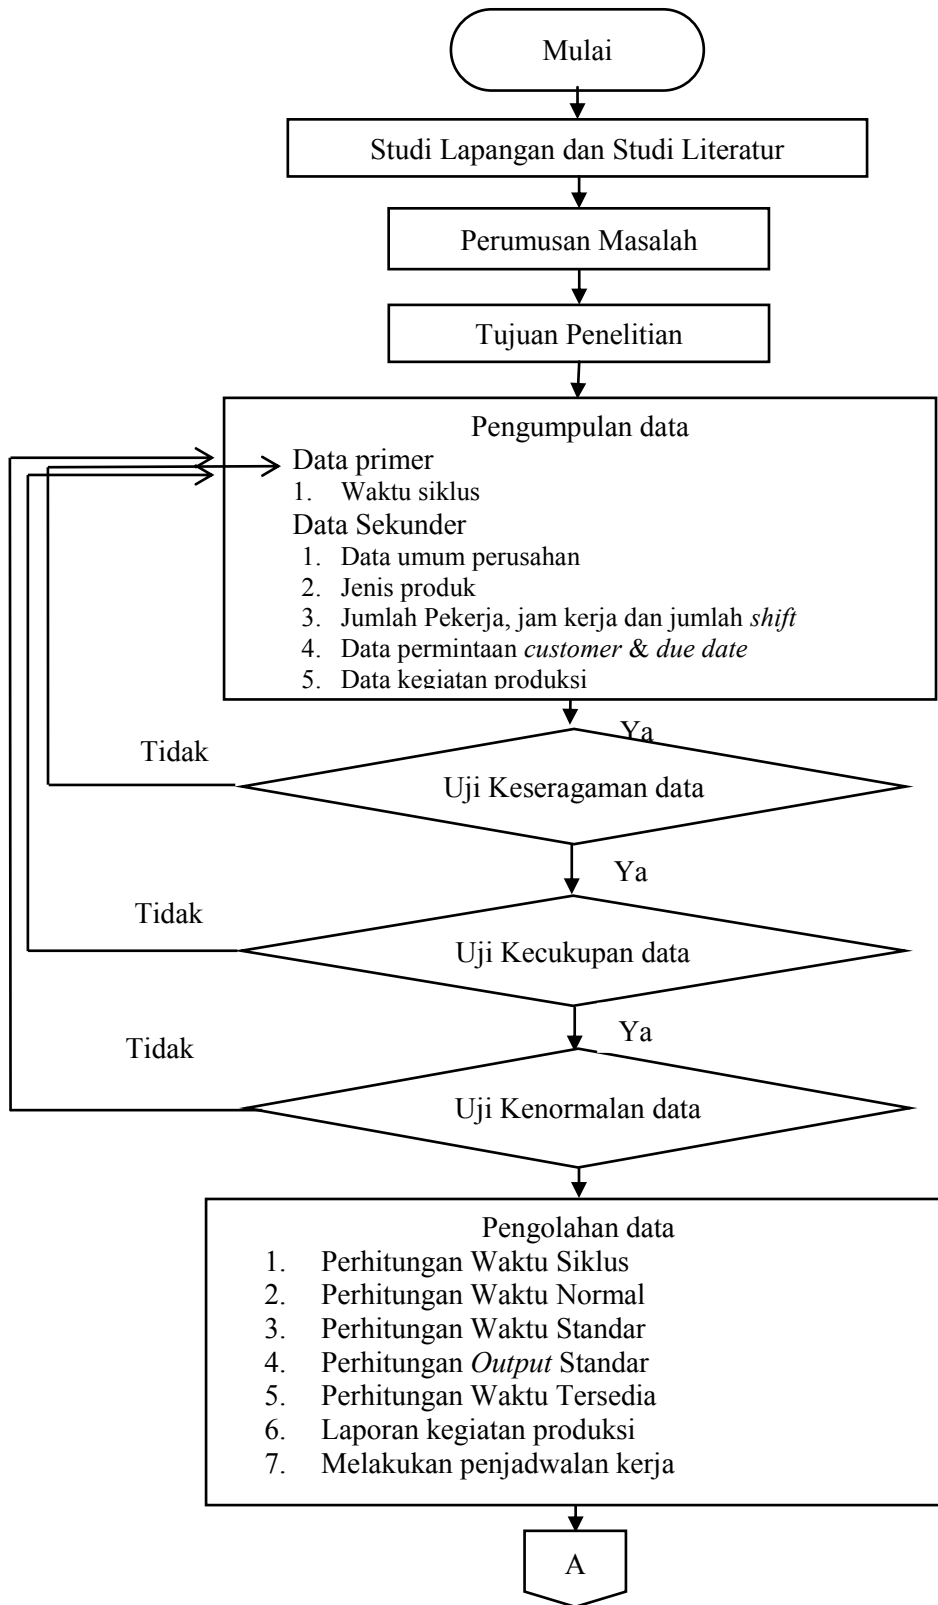 Mulai
Studi Lapangan dan Studi Literatur
Perumusan Masalah
Tujuan Penelitian
Pengumpulan data
Data primer
1. Waktu siklus
Data Sekunder
1. Data umum perusahan
2. Jenis produk
3. Jumlah Pekerja, jam kerja dan jumlah shift
4. Data permintaan customer & due date
5. Data kegiatan produksi
Ya
Tidak
Uji Keseragaman data
Ya
Tidak
Uji Kecukupan data
Ya
Tidak
Uji Kenormalan data
Pengolahan data
1. Perhitungan Waktu Siklus
2. Perhitungan Waktu Normal
3. Perhitungan Waktu Standar
4. Perhitungan Output Standar
5. Perhitungan Waktu Tersedia
6. Laporan kegiatan produksi
7. Melakukan penjadwalan kerja
A